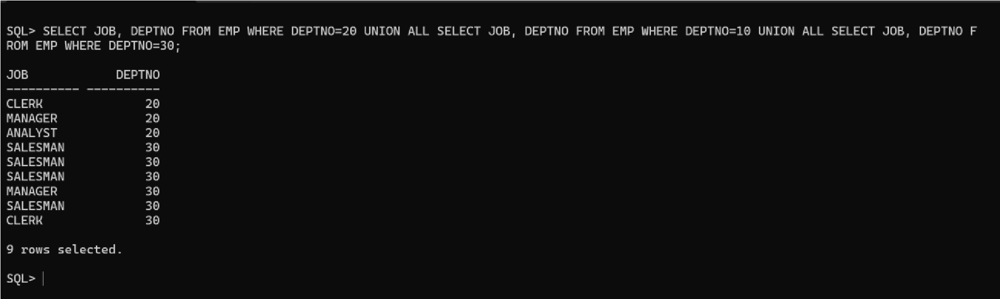 SQL> SELECT JOB, DEPTNO FROM EMP WHERE DEPTNO=20 UNION ALL SELECT JOB, DEPTNO FROM EMP WHERE DEPTNO=10 UNION ALL SELECT JOB, DEPTNO F
ROM EMP WHERE DEPTNO=30;
JOB            DEPTNO
---------- ----------
CLERK              20
MANAGER            20
ANALYST            20
SALESMAN           30
SALESMAN           30
SALESMAN           30
MANAGER            30
SALESMAN           30
CLERK              30
9 rows selected.
SQL>